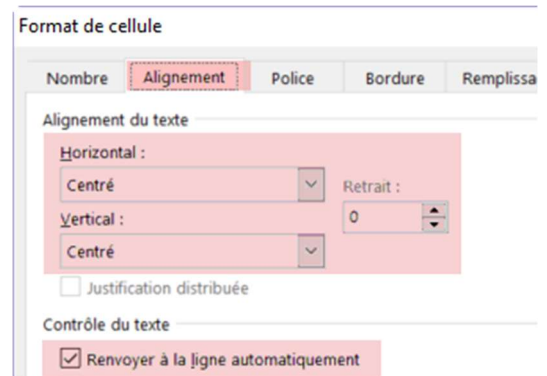 Format de cellule
Nombre Alignement Police Bordure Remplissa
Alignement du texte
Horizontal :
Centré
Retrait :
Vertical :
0
Centré
Justification distribuée
Contrôle du texte
Renvoyer à la ligne automatiquement